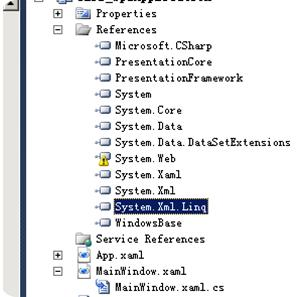 Properties
References
Microsoft.CSharp
PresentationCore
PresentationFramework
System
System.Core
System.Data
System.Data.DataSetExtensions
System.Web
System.Xaml
System.Xml
System.Xml.Linq
WindowsBase
Service References
App.xaml
MainWindow.xaml
MainWindow.xaml.cs